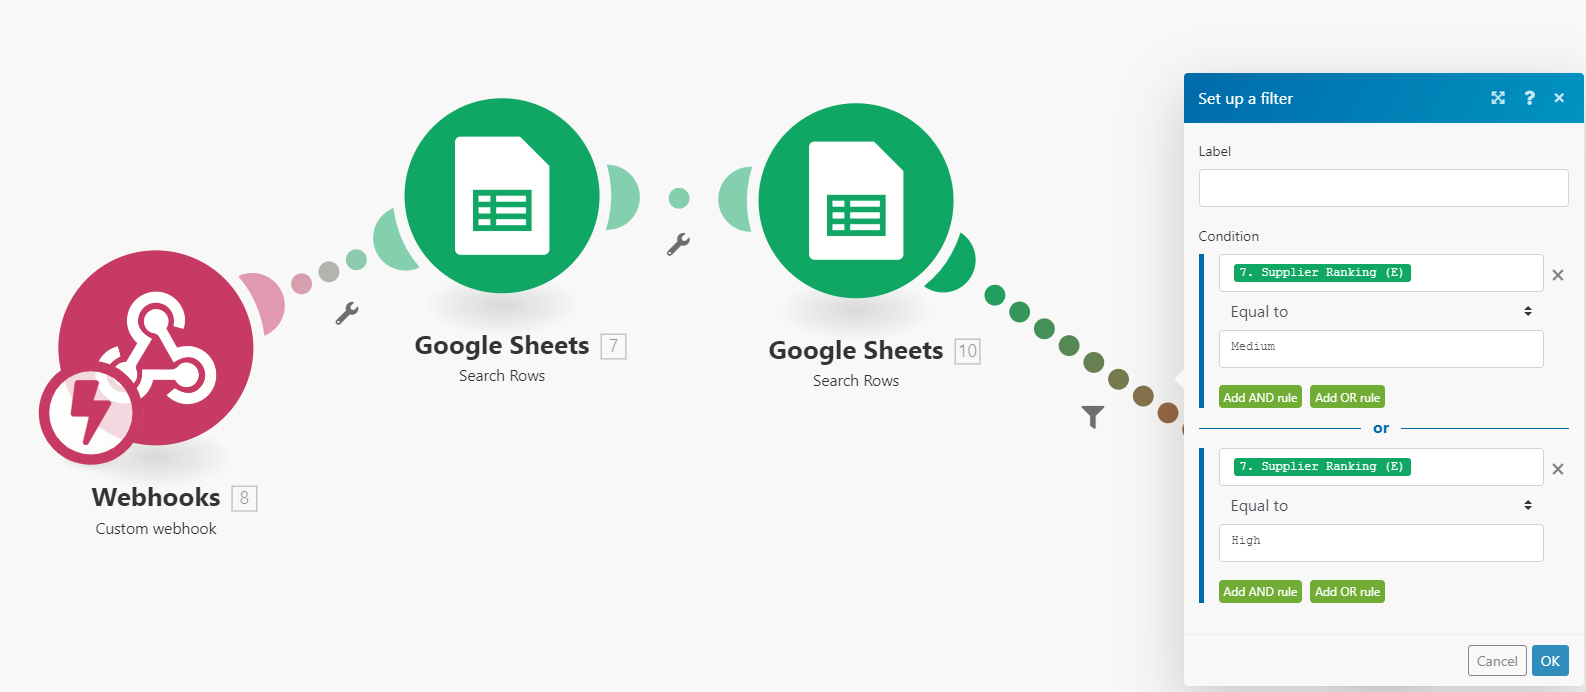 Webhooks 8
Custom webhook
Google Sheets 7
Search Rows
Google Sheets 10
Search Rows
Set up a filter
Label
Condition
7. Supplier Ranking (E)
Equal to
Medium
Add AND rule Add OR rule
or
7. Supplier Ranking (E)
Equal to
High
Add AND rule Add OR rule
Cancel OK